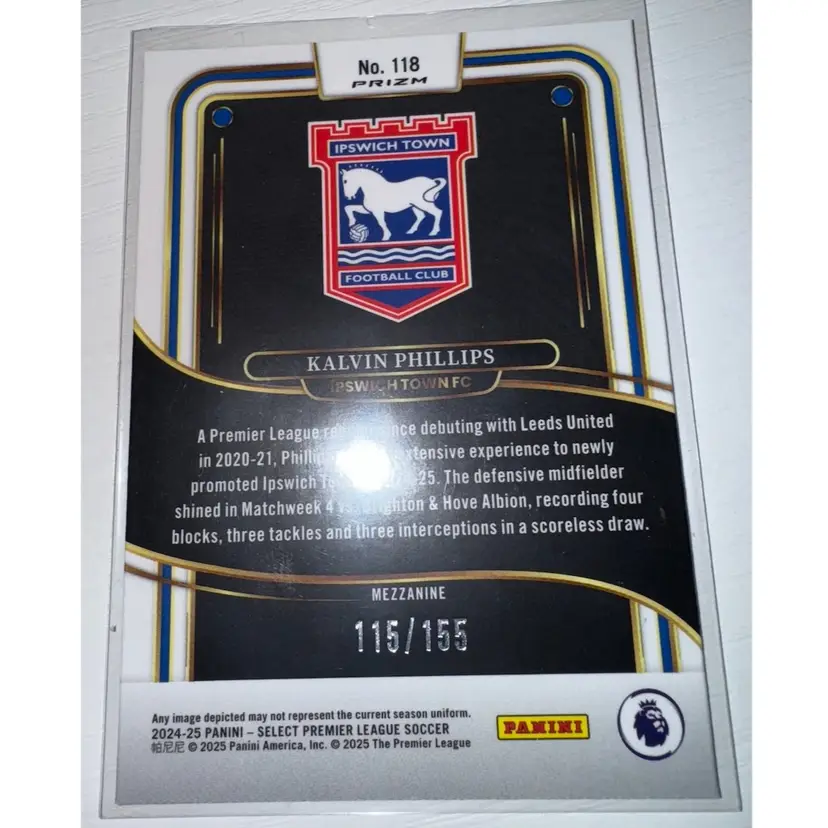 No. 118
PRIZM
IPSWICH TOWN
FOOTBALL CLUB
KALVIN PHILLIPS
IPSWICH TOWN FC
A Premier League debuting with Leeds United
in 2020-21, extensive experience to newly
promoted Ipswich The defensive midfielder
shined in Matchweek 4 vs. Brighton & Hove Albion, recording four
blocks, three tackles and three interceptions in a scoreless draw.
MEZZANINE
115/155
Any image depicted may not represent the current season uniform.
2024-25 PANINI – SELECT PREMIER LEAGUE SOCCER
帕尼尼 © 2025 Panini America, Inc. © 2025 The Premier League
PANINI